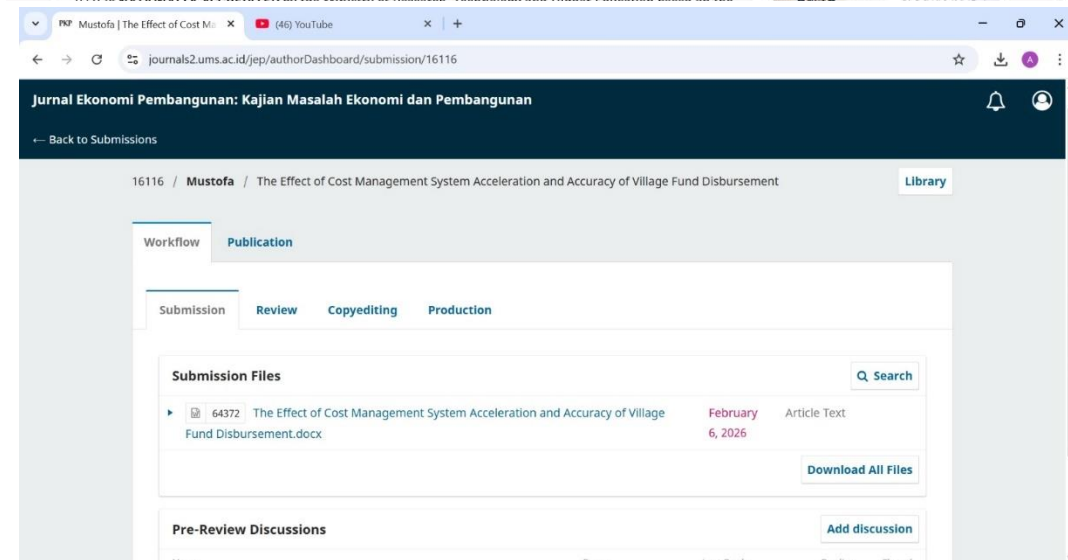 Mustofa | The Effect of Cost Ma
(46) YouTube
journals2.ums.ac.id/jep/authorDashboard/submission/16116
A
Jurnal Ekonomi Pembangunan: Kajian Masalah Ekonomi dan Pembangunan
← Back to Submissions
16116 / Mustofa / The Effect of Cost Management System Acceleration and Accuracy of Village Fund Disbursement
Library
Workflow Publication
Submission Review Copyediting Production
Submission Files
Search
64372 The Effect of Cost Management System Acceleration and Accuracy of Village February Article Text
Fund Disbursement.docx 6, 2026
Download All Files
Pre-Review Discussions
Add discussion